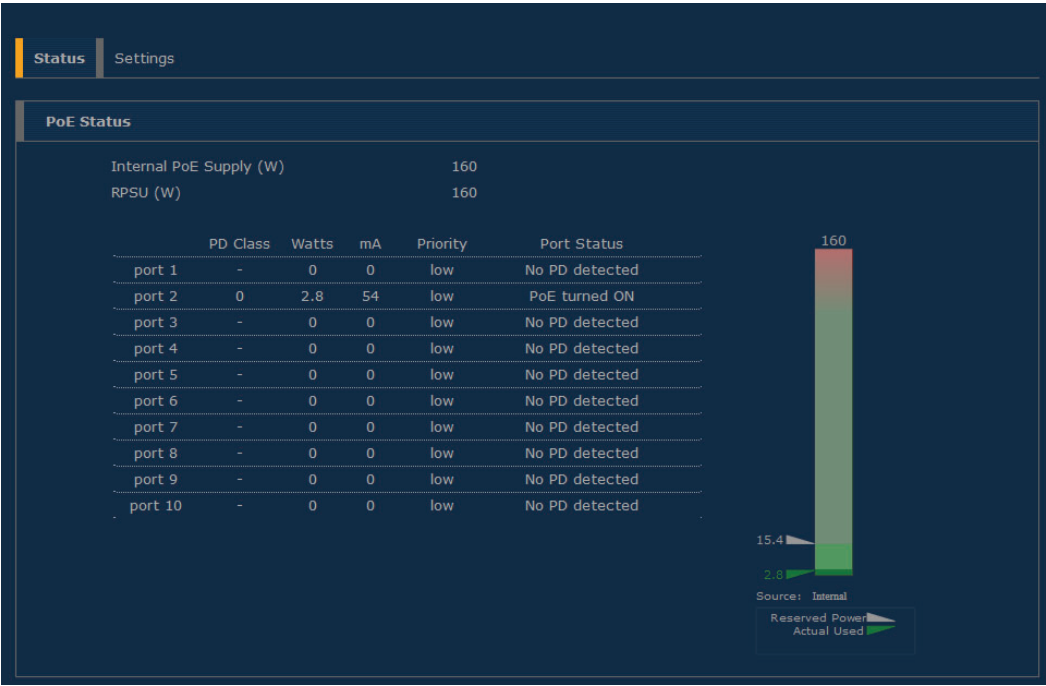 Status Settings
PoE Status
Internal PoE Supply (W) 160
RPSU (W) 160
PD Class Watts mA Priority Port Status
port 1 - 0 0 low No PD detected
port 2 0 2.8 54 low PoE turned ON
port 3 - 0 0 low No PD detected
port 4 - 0 0 low No PD detected
port 5 - 0 0 low No PD detected
port 6 - 0 0 low No PD detected
port 7 - 0 0 low No PD detected
port 8 - 0 0 low No PD detected
port 9 - 0 0 low No PD detected
port 10 - 0 0 low No PD detected
160
15.4
2.8
Source: Internal
Reserved Power
Actual Used